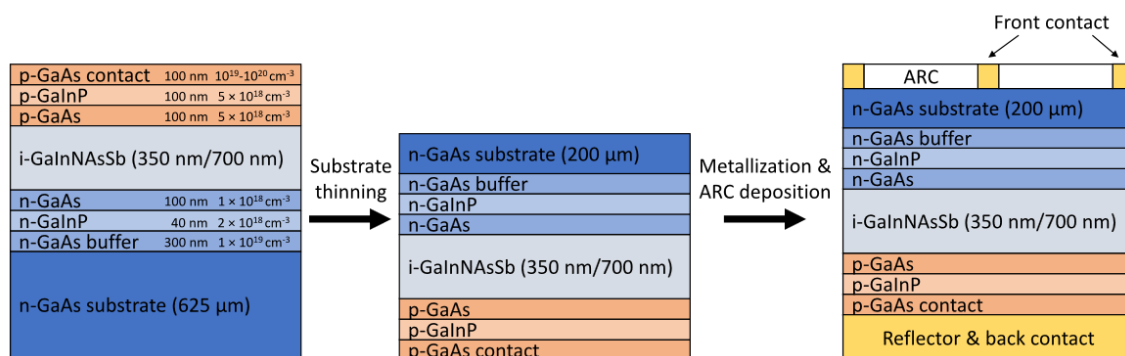 p-GaAs contact 100 nm 10¹⁹-10²⁰ cm⁻³
p-GaInP 100 nm 5 × 10¹⁸ cm⁻³
p-GaAs 100 nm 5 × 10¹⁸ cm⁻³
i-GaInNAsSb (350 nm/700 nm)
n-GaAs 100 nm 1 × 10¹⁸ cm⁻³
n-GaInP 40 nm 2 × 10¹⁸ cm⁻³
n-GaAs buffer 300 nm 1 × 10¹⁹ cm⁻³
n-GaAs substrate (625 µm)
Substrate
thinning
n-GaAs substrate (200 µm)
n-GaAs buffer
n-GaInP
n-GaAs
i-GaInNAsSb (350 nm/700 nm)
p-GaAs
p-GaInP
p-GaAs contact
Metallization &
ARC deposition
Front contact
ARC
n-GaAs substrate (200 µm)
n-GaAs buffer
n-GaInP
n-GaAs
i-GaInNAsSb (350 nm/700 nm)
p-GaAs
p-GaInP
p-GaAs contact
Reflector & back contact